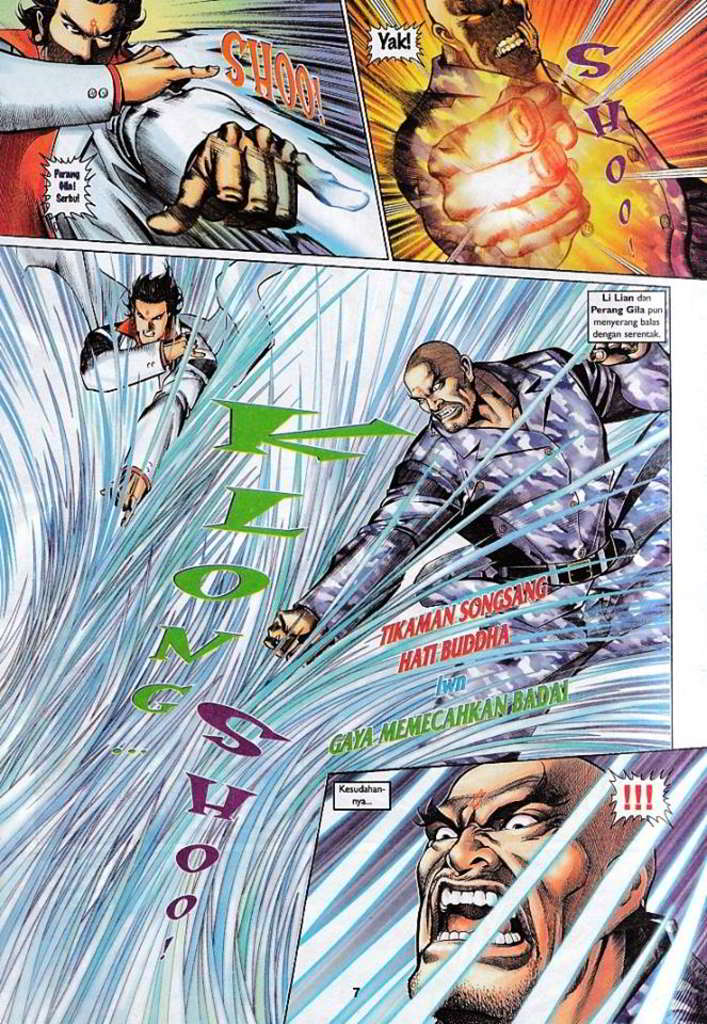 SHOO!
Perang
Gila!
Serbu!
Yak!
SHOO!
Li Lian dan
Perang Gila pun
menyerang balas
dengan serentak.
KLONG...
SHOO!
TIKAMAN SONGSANG
HATI BUDDHA
lwn
GAYA MEMECAHKAN BADAI
Kesudahan-
nya...
!!!
7